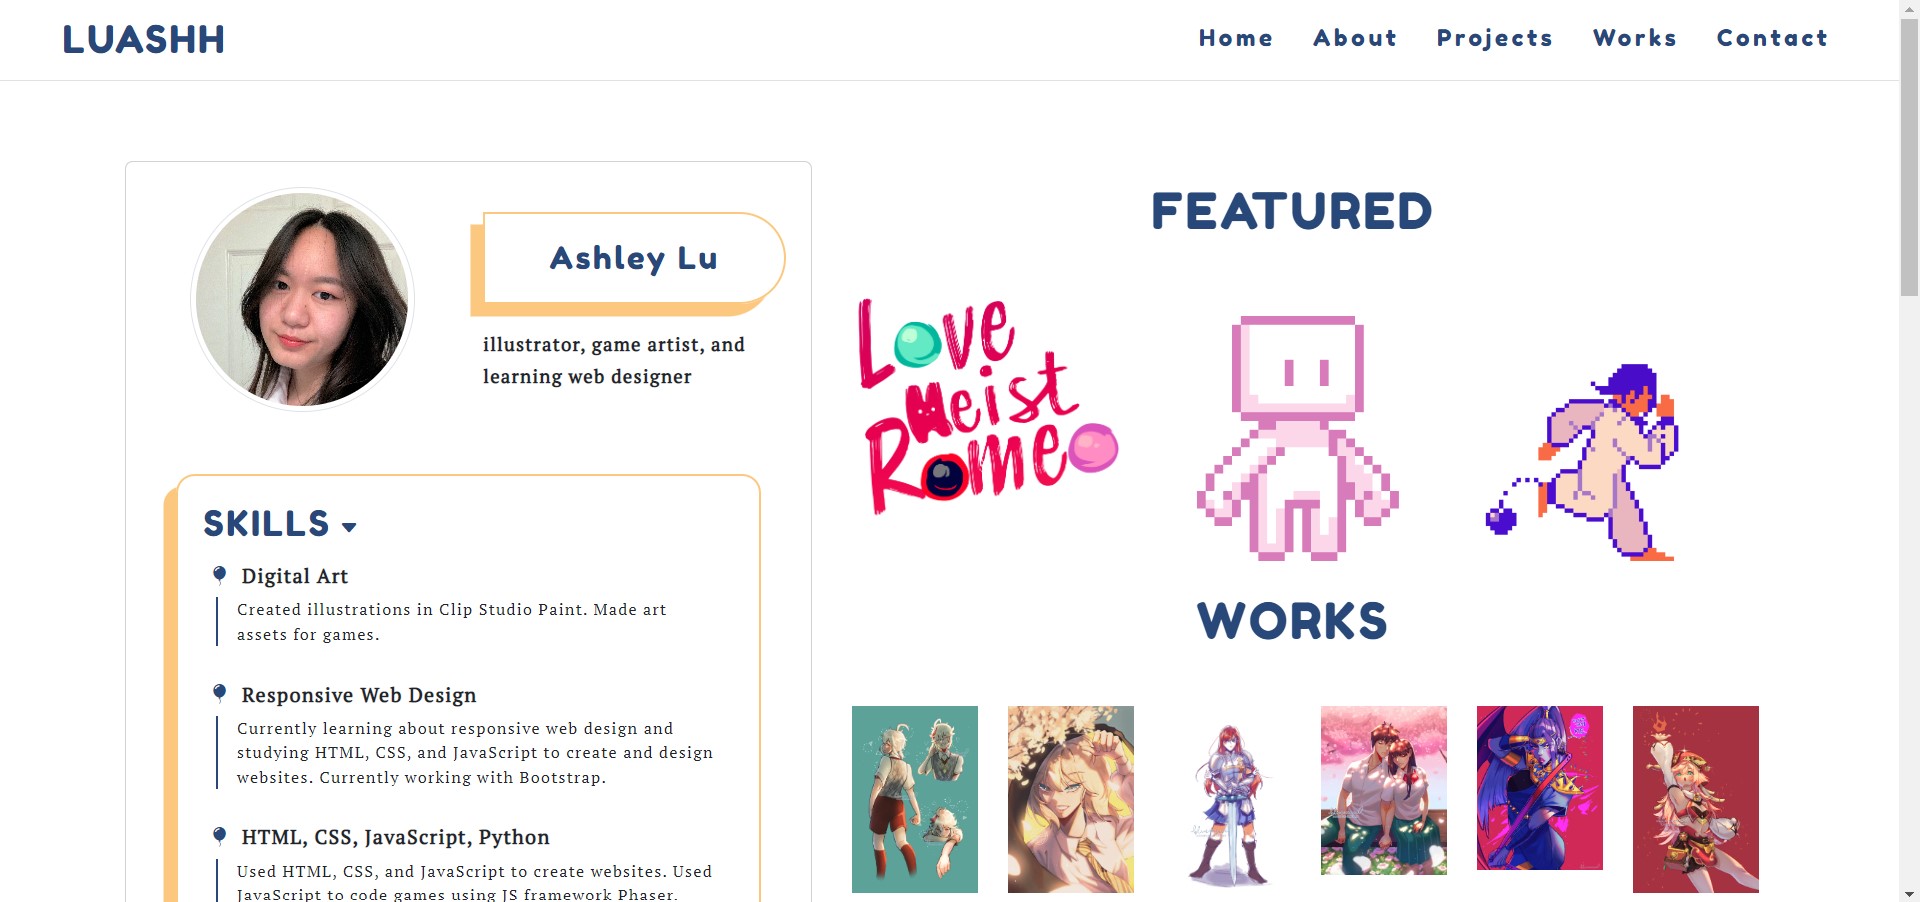 LUASHH
Home About Projects Works Contact
Ashley Lu
illustrator, game artist, and
learning web designer
SKILLS
Digital Art
Created illustrations in Clip Studio Paint. Made art
assets for games.
Responsive Web Design
Currently learning about responsive web design and
studying HTML, CSS, and JavaScript to create and design
websites. Currently working with Bootstrap.
HTML, CSS, JavaScript, Python
Used HTML, CSS, and JavaScript to create websites. Used
JavaScript to code games using JS framework Phaser.
FEATURED
Love
Meist
Romeo
WORKS